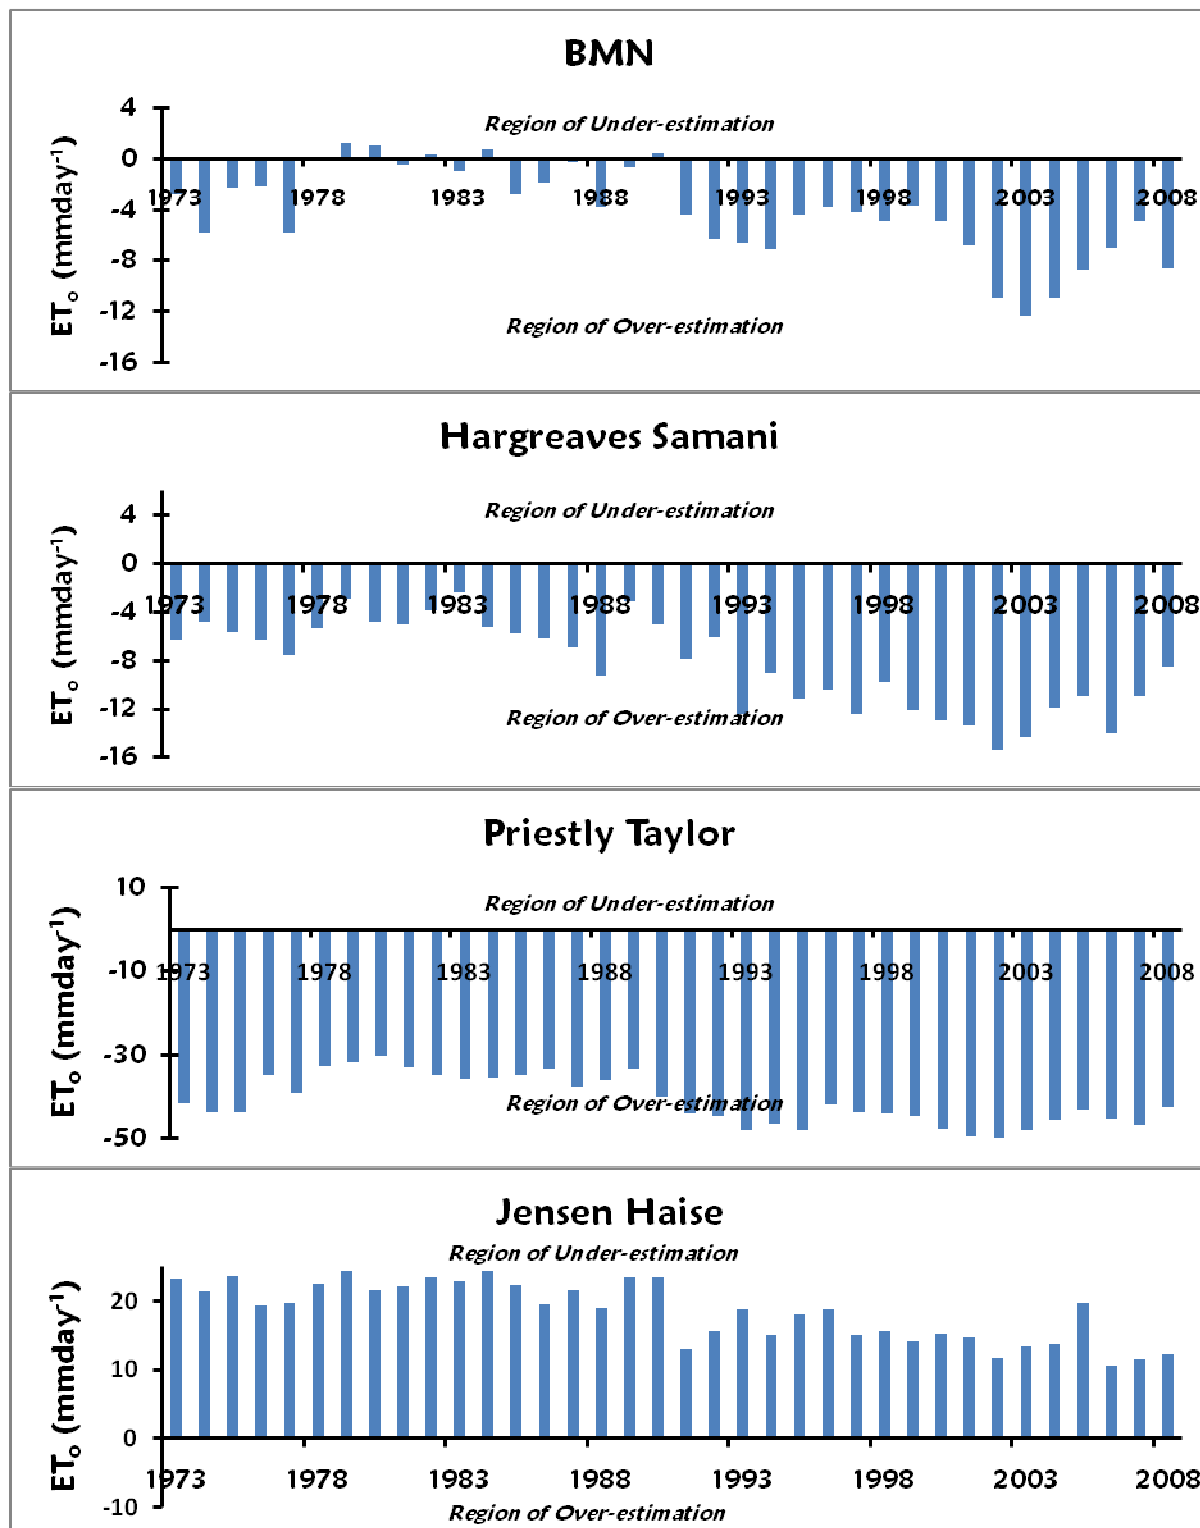 BMN
4
Region of Under-estimation
0
1973 1978 1983 1988 1993 1998 2003 2008
-4
-8
-12
Region of Over-estimation
-16
ETo (mmday-1)
Hargreaves Samani
4
Region of Under-estimation
0
1973 1978 1983 1988 1993 1998 2003 2008
-4
-8
-12
Region of Over-estimation
-16
ETo (mmday-1)
Priestly Taylor
10
Region of Under-estimation
-10
1973 1978 1983 1988 1993 1998 2003 2008
-30
Region of Over-estimation
-50
ETo (mmday-1)
Jensen Haise
Region of Under-estimation
20
10
0
1973 1978 1983 1988 1993 1998 2003 2008
-10
Region of Over-estimation
ETo (mmday-1)